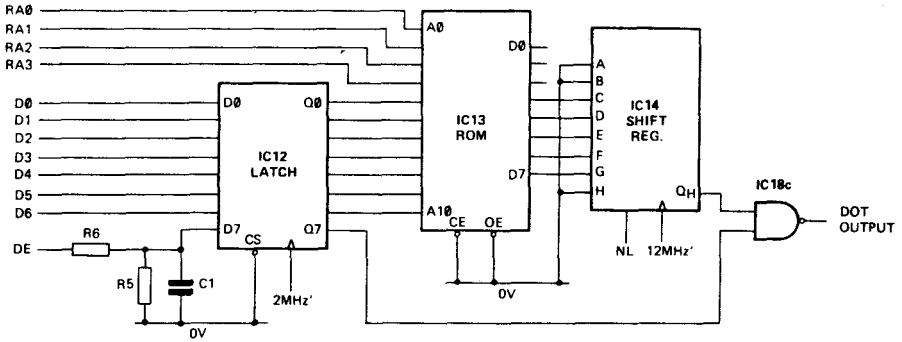 RA0
RA1
RA2
RA3
D0
D1
D2
D3
D4
D5
D6
DE
R6
R5
C1
0V
D0
Q0
IC12
LATCH
D7
CS
Q7
2MHz'
A0
D0
IC13
ROM
D7
A10
CE
OE
0V
A
B
C
D
E
F
G
H
IC14
SHIFT
REG.
QH
NL
12MHz'
IC18c
DOT
OUTPUT